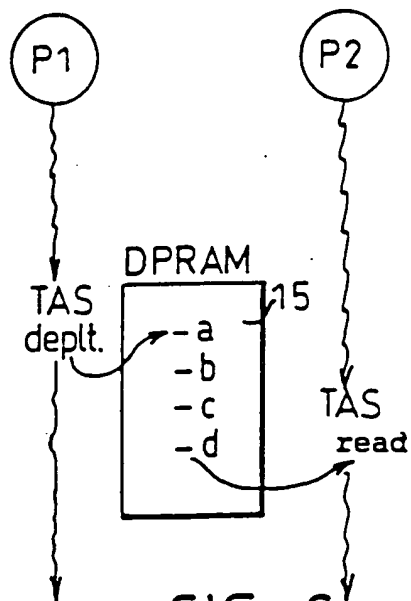 P1
P2
DPRAM
TAS
deplt.
15
-a
-b
-c
-d
TAS
read